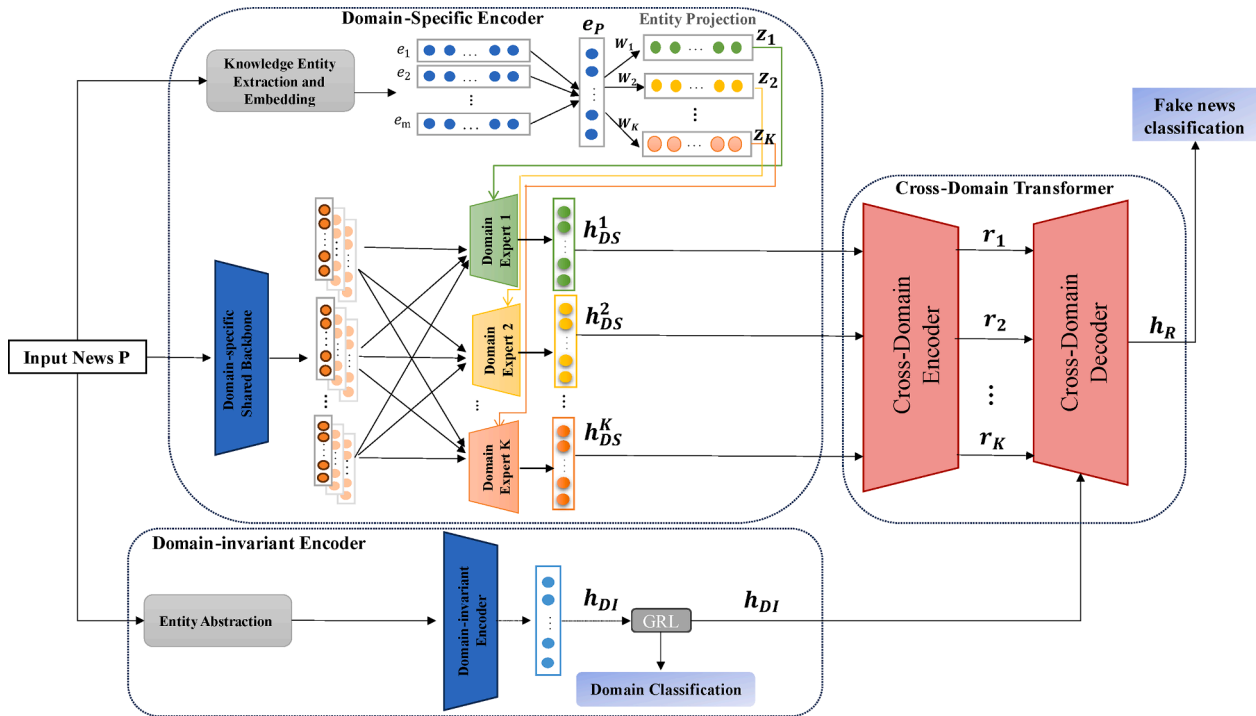 Domain-Specific Encoder
Knowledge Entity
Extraction and
Embedding
e1
e2
⋮
em
eP
Entity Projection
W1
W2
WK
z1
z2
zK
Input News P
Domain-specific
Shared Backbone
Domain
Expert 1
Domain
Expert 2
Domain
Expert K
h¹DS
h²DS
hᴷDS
Cross-Domain Transformer
Cross-Domain
Encoder
r1
r2
...
rK
Cross-Domain
Decoder
hR
Fake news
classification
Domain-invariant Encoder
Entity Abstraction
Domain-invariant
Encoder
hDI
GRL
hDI
Domain Classification